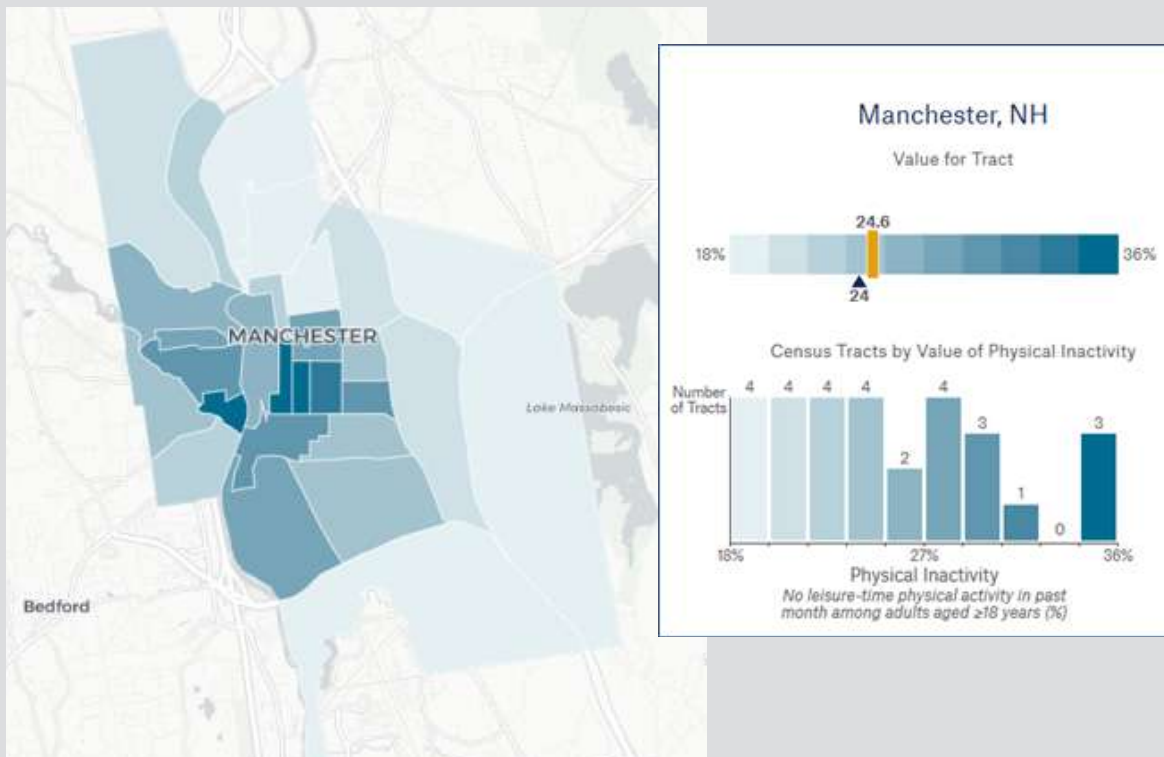 MANCHESTER
Lake Massabesic
Bedford
Manchester, NH
Value for Tract
24.6
18%
36%
24
Census Tracts by Value of Physical Inactivity
Number
of Tracts
4 4 4 4 2 4 3 1 0 3
18% 27% 36%
Physical Inactivity
No leisure-time physical activity in past
month among adults aged ≥18 years (%)